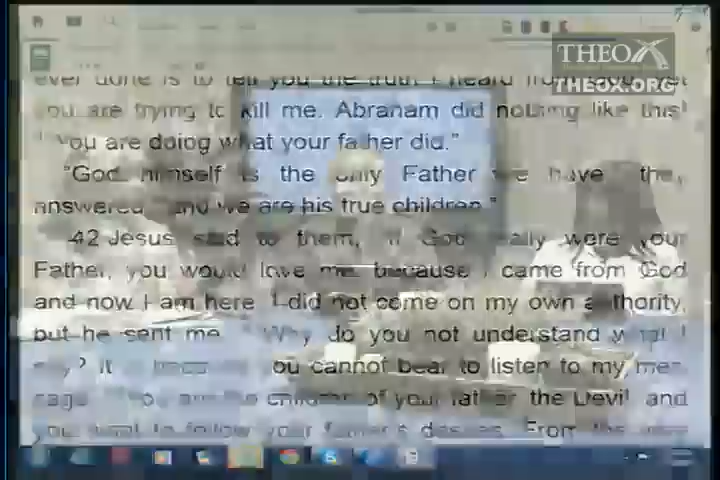 THEOX
THEOX.ORG
ever done is to tell you the truth I heard from God, yet
you are trying to kill me. Abraham did nothing like this!
You are doing what your father did."
"God himself is the only Father we have they
answered, and we are his true children."
42 Jesus said to them, "If God really were your
Father, you would love me, because I came from God
and now I am here I did not come on my own authority,
but he sent me. Why do you not understand what I
say? It is because you cannot bear to listen to my mes-
sage. You are the children of your father the Devil and
you want to follow your father's desires. From the very